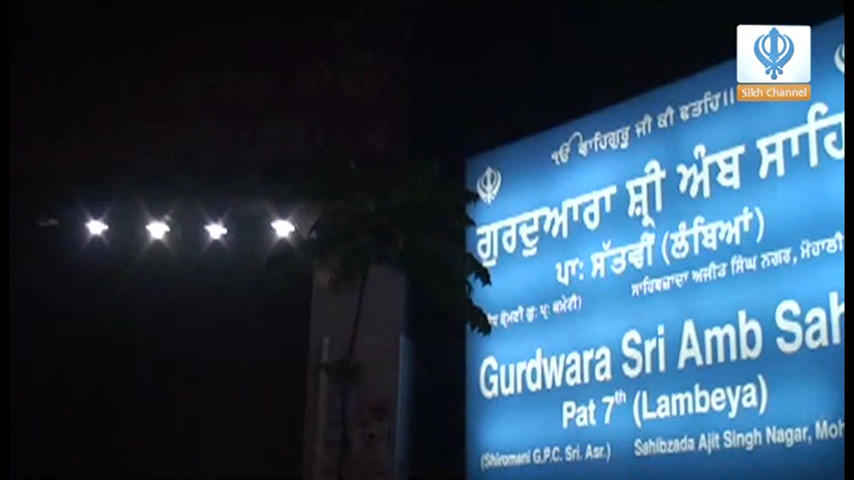 Sikh Channel
ੴ ਵਾਹਿਗੁਰੂ ਜੀ ਕੀ ਫਤਹਿ॥
ਗੁਰਦੁਆਰਾ ਸ਼੍ਰੀ ਅੰਬ ਸਾਹਿ
ਪਾ: ਸੱਤਵੀਂ (ਲੰਬਿਆਂ)
ਸਾਹਿਬਜ਼ਾਦਾ ਅਜੀਤ ਸਿੰਘ ਨਗਰ, ਮੋਹਾਲੀ
Gurdwara Sri Amb Sah
Pat 7th (Lambeya)
(Shiromani G.P.C. Sri. Asr.) Sahibzada Ajit Singh Nagar, Moh